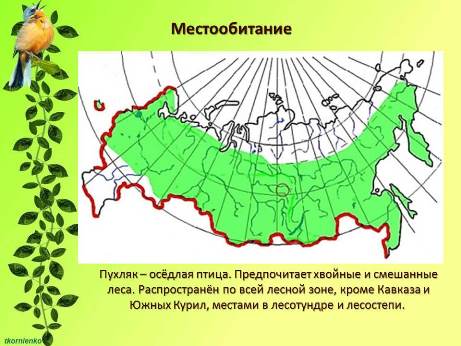 Местообитание
Пухляк – осёдлая птица. Предпочитает хвойные и смешанные
леса. Распространён по всей лесной зоне, кроме Кавказа и
Южных Курил, местами в лесотундре и лесостепи.
tkornienko